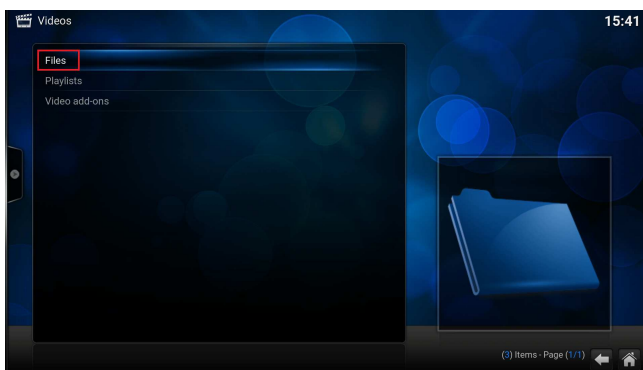 Videos
15:41
Files
Playlists
Video add-ons
(3) Items - Page (1/1)